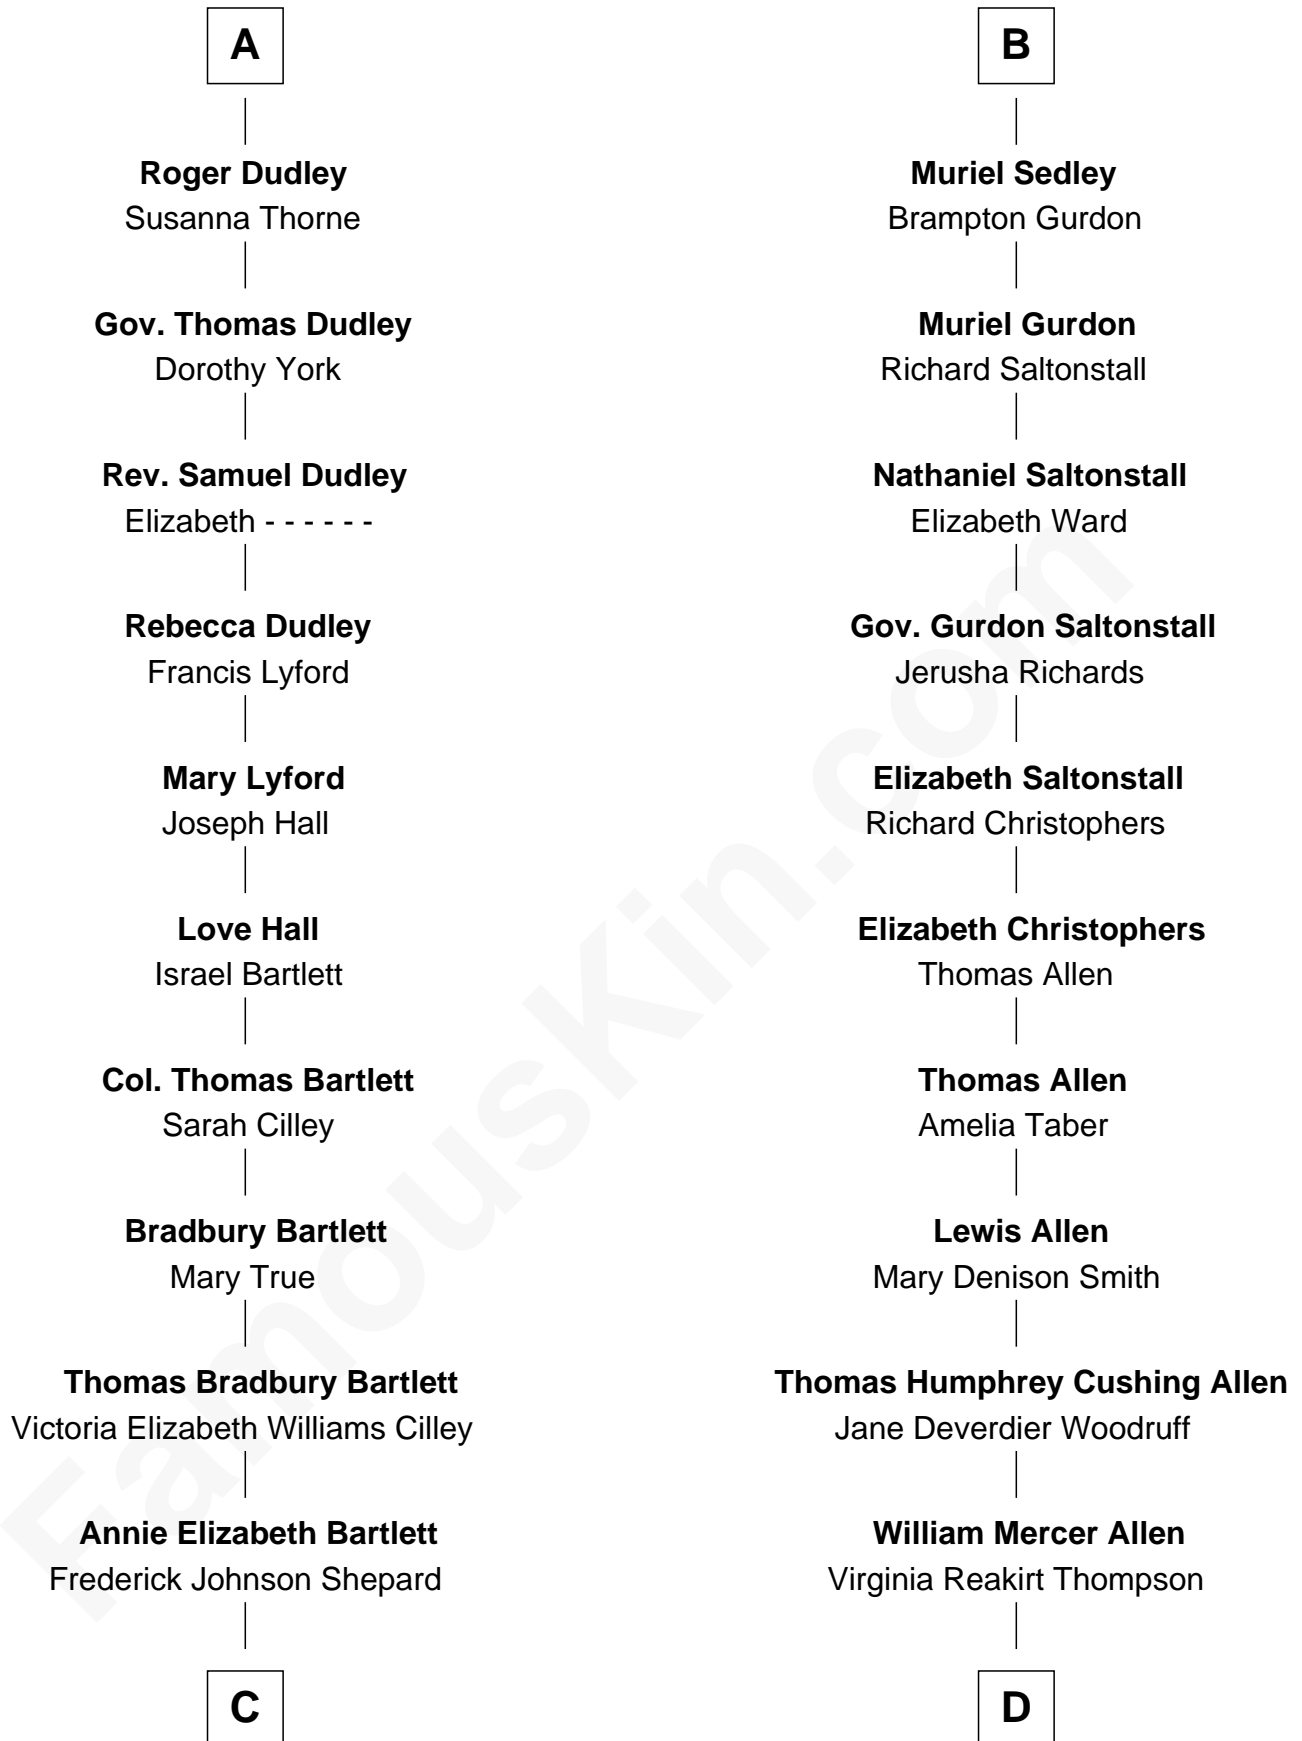 A
Roger Dudley
Susanna Thorne
Gov. Thomas Dudley
Dorothy York
Rev. Samuel Dudley
Elizabeth - - - - - -
Rebecca Dudley
Francis Lyford
Mary Lyford
Joseph Hall
Love Hall
Israel Bartlett
Col. Thomas Bartlett
Sarah Cilley
Bradbury Bartlett
Mary True
Thomas Bradbury Bartlett
Victoria Elizabeth Williams Cilley
Annie Elizabeth Bartlett
Frederick Johnson Shepard
C
B
Muriel Sedley
Brampton Gurdon
Muriel Gurdon
Richard Saltonstall
Nathaniel Saltonstall
Elizabeth Ward
Gov. Gurdon Saltonstall
Jerusha Richards
Elizabeth Saltonstall
Richard Christophers
Elizabeth Christophers
Thomas Allen
Thomas Allen
Amelia Taber
Lewis Allen
Mary Denison Smith
Thomas Humphrey Cushing Allen
Jane Deverdier Woodruff
William Mercer Allen
Virginia Reakirt Thompson
D
FamousKin.com